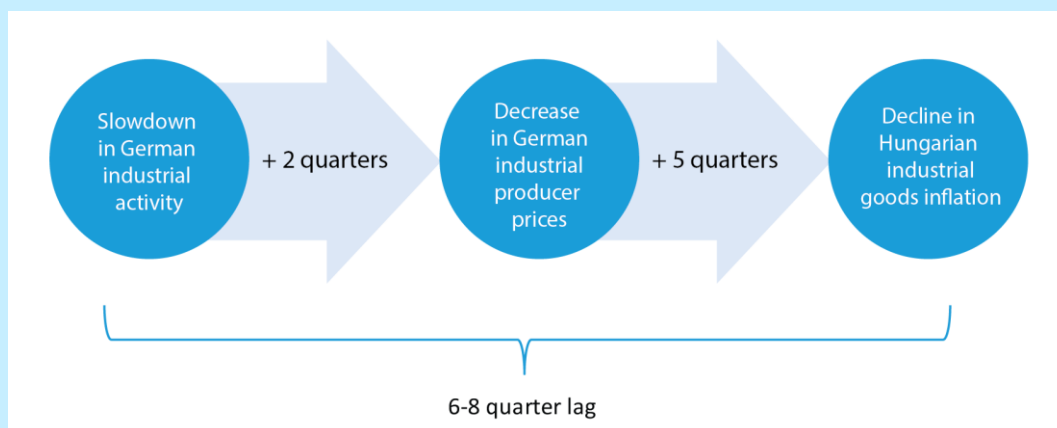 Slowdown
in German
industrial
activity
+ 2 quarters
Decrease
in German
industrial
producer
prices
+ 5 quarters
Decline in
Hungarian
industrial
goods inflation
6-8 quarter lag